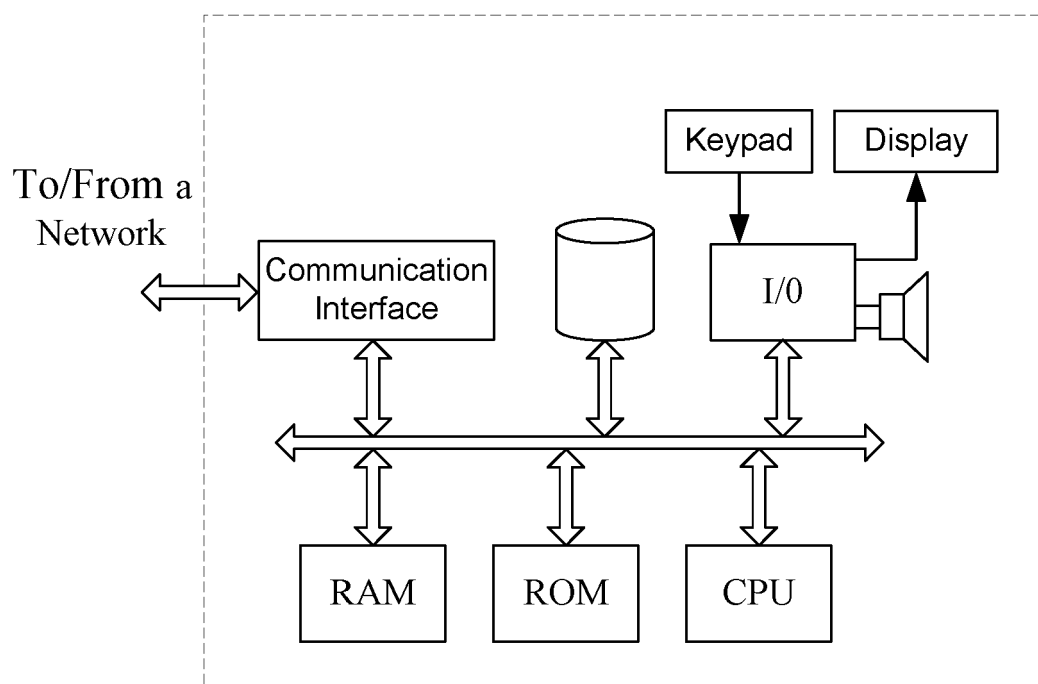 Keypad
Display
To/From a
Network
Communication
Interface
I/0
RAM
ROM
CPU